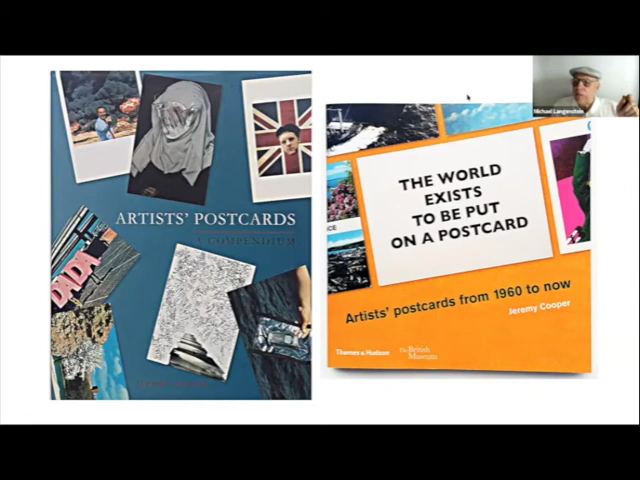 Michael Langenstein
ARTISTS' POSTCARDS
A COMPENDIUM
DADA
THE WORLD
EXISTS
TO BE PUT
ON A POSTCARD
Artists' postcards from 1960 to now
Jeremy Cooper
Thames & Hudson
The British
Museum